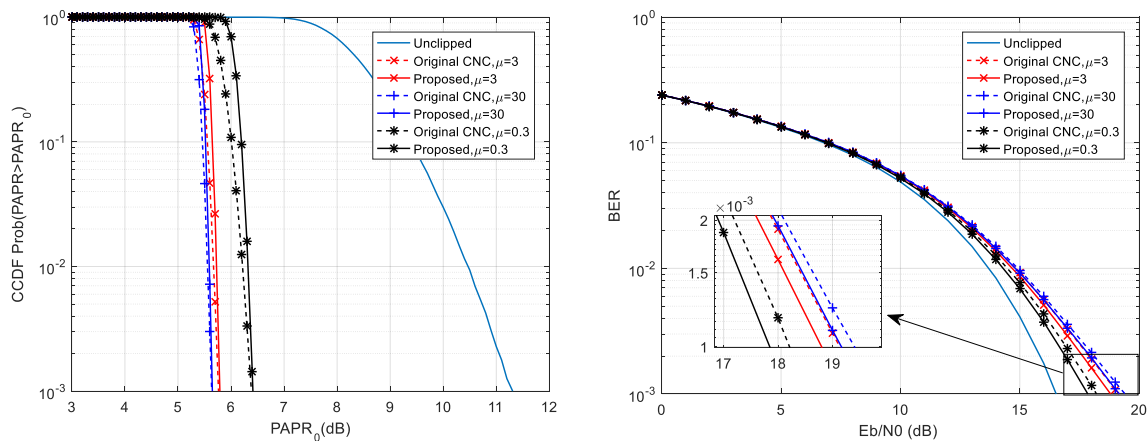 10^0
10^-1
10^-2
10^-3
CCDF Prob(PAPR>PAPR_0)
3 4 5 6 7 8 9 10 11 12
PAPR_0(dB)
Unclipped
Original CNC,μ=3
Proposed,μ=3
Original CNC,μ=30
Proposed,μ=30
Original CNC,μ=0.3
Proposed,μ=0.3
10^0
10^-1
10^-2
10^-3
BER
0 5 10 15 20
Eb/N0 (dB)
Unclipped
Original CNC,μ=3
Proposed,μ=3
Original CNC,μ=30
Proposed,μ=30
Original CNC,μ=0.3
Proposed,μ=0.3
×10^-3
2
1.5
1
17 18 19